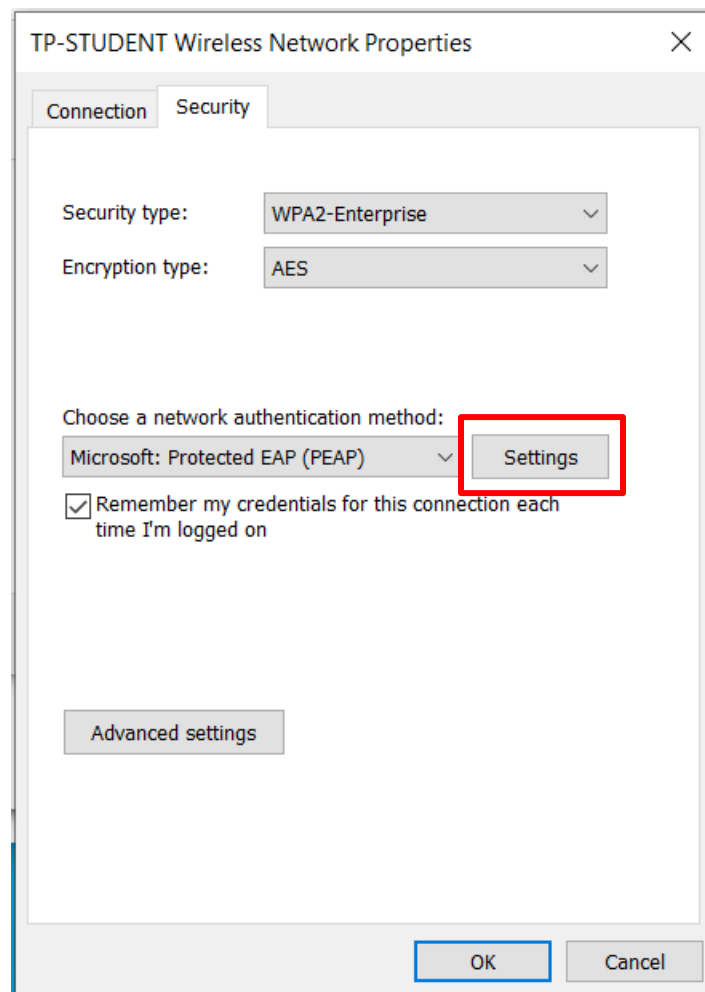 TP-STUDENT Wireless Network Properties
Connection
Security
Security type:
WPA2-Enterprise
Encryption type:
AES
Choose a network authentication method:
Microsoft: Protected EAP (PEAP)
Settings
Remember my credentials for this connection each
time I'm logged on
Advanced settings
OK
Cancel